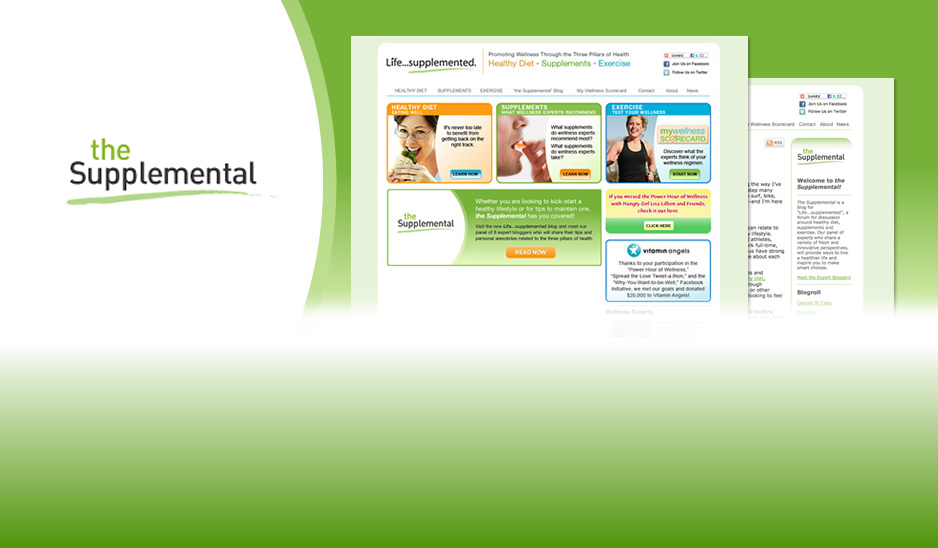 the
Supplemental
Life...supplemented.
Promoting Wellness Through the Three Pillars of Health
Healthy Diet • Supplements • Exercise
SHARE
Join Us on Facebook
Follow Us on Twitter
HEALTHY DIET SUPPLEMENTS EXERCISE "the Supplemental" Blog My Wellness Scorecard Contact About News
HEALTHY DIET
EATING WELL
It's never too late
to benefit from
getting back on the
right track.
LEARN HOW
SUPPLEMENTS
WHAT WELLNESS EXPERTS RECOMMEND
What supplements
do wellness experts
recommend most?
What supplements
do wellness experts
take?
LEARN NOW
EXERCISE
TEST YOUR WELLNESS
mywellness
SCORECARD
Discover what the
experts think of your
wellness regimen.
START NOW
the
Supplemental
Whether you are looking to kick-start a
healthy lifestyle or for tips to maintain one,
the Supplemental has you covered!
Visit the new Life...supplemented blog and meet our
panel of 8 expert bloggers who will share their tips and
personal anecdotes related to the three pillars of health.
READ NOW
If you missed the Power Hour of Wellness
with Hungry Girl Lisa Lillien and Friends,
check it out here:
CLICK HERE
vitamin angels
Thanks to your participation in the
"Power Hour of Wellness,"
"Spread the Love Tweet-a-thon," and the
"Why-You-Want-to-be-Well," Facebook
Initiative, we met our goals and donated
$20,000 to Vitamin Angels!
Wellness Experts
SHARE
Join Us on Facebook
Follow Us on Twitter
Wellness Scorecard Contact About News
RSS
the
Supplemental
Welcome to the
Supplemental!
The Supplemental is a
blog for
"Life...supplemented", a
forum for discussion
around healthy diet,
supplements and
exercise. Our panel of
experts who share a
variety of fresh and
innovative perspectives,
will provide ways to live
a healthier life and
inspire you to make
smart choices.
Meet the Expert Bloggers
Blogroll
the way I've
step many
surf, bike,
and I'm here
can relate to
lifestyle.
athletes,
work full-time,
us have strong
about each
and
diet,
through
or other
looking to feel